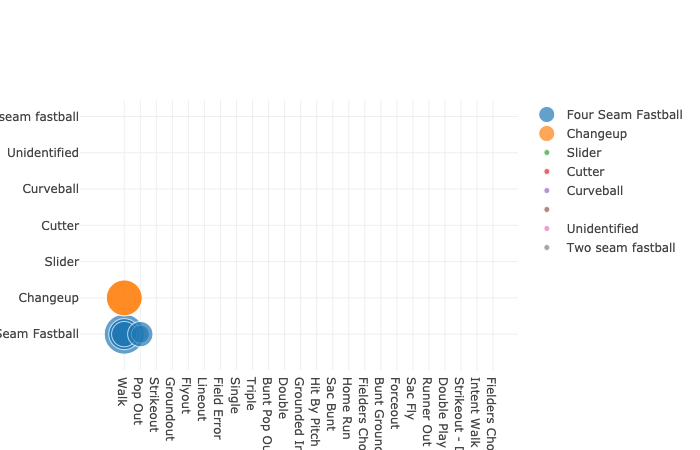 seam fastball
Unidentified
Curveball
Cutter
Slider
Changeup
Seam Fastball
Walk
Pop Out
Strikeout
Groundout
Flyout
Lineout
Field Error
Single
Triple
Bunt Pop Ou
Double
Grounded In
Hit By Pitch
Sac Bunt
Home Run
Fielders Cho
Bunt Ground
Forceout
Sac Fly
Runner Out
Double Play
Strikeout - D
Intent Walk
Fielders Cho
Four Seam Fastball
Changeup
Slider
Cutter
Curveball
Unidentified
Two seam fastball